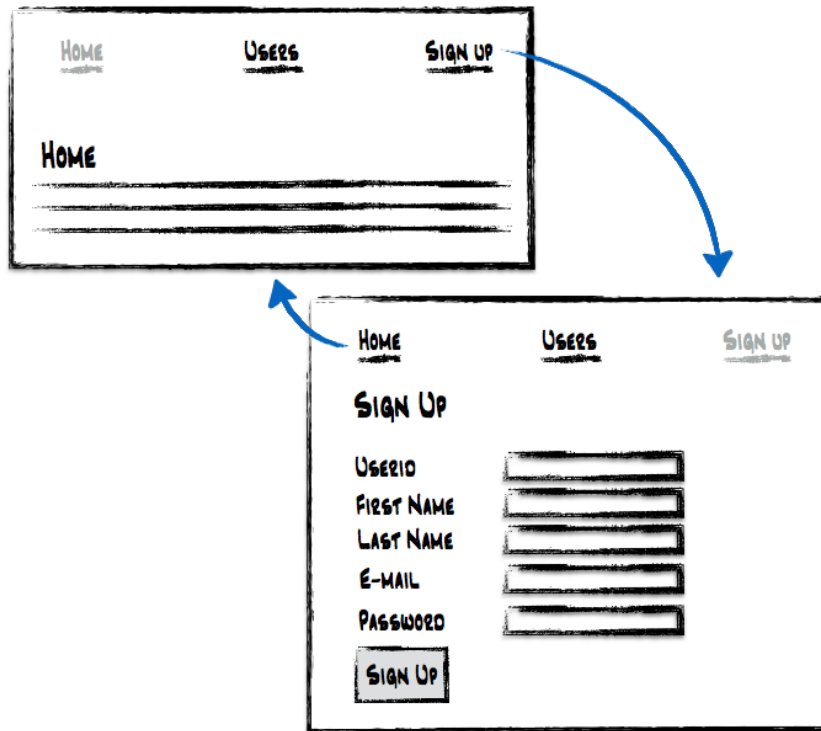 Home Users Sign up
Home
Home Users Sign up
Sign Up
UserID
First Name
Last Name
E-mail
Password
Sign Up